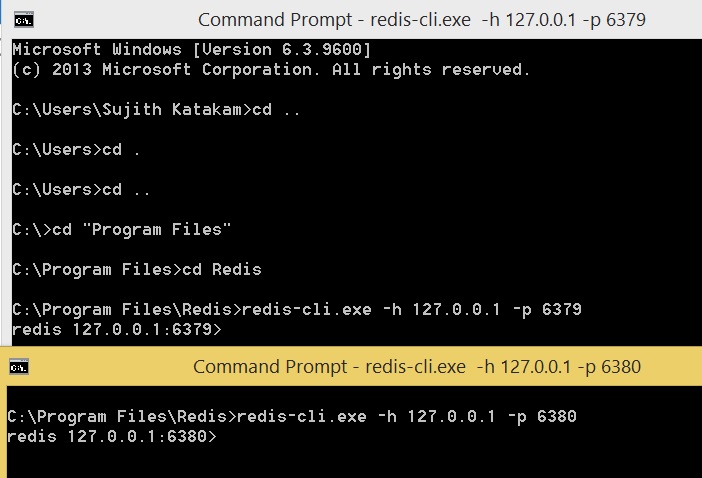 Command Prompt - redis-cli.exe -h 127.0.0.1 -p 6379
Microsoft Windows [Version 6.3.9600]
(c) 2013 Microsoft Corporation. All rights reserved.
C:\Users\Sujith Katakam>cd ..
C:\Users>cd .
C:\Users>cd ..
C:\>cd "Program Files"
C:\Program Files>cd Redis
C:\Program Files\Redis>redis-cli.exe -h 127.0.0.1 -p 6379
redis 127.0.0.1:6379>
Command Prompt - redis-cli.exe -h 127.0.0.1 -p 6380
C:\Program Files\Redis>redis-cli.exe -h 127.0.0.1 -p 6380
redis 127.0.0.1:6380>